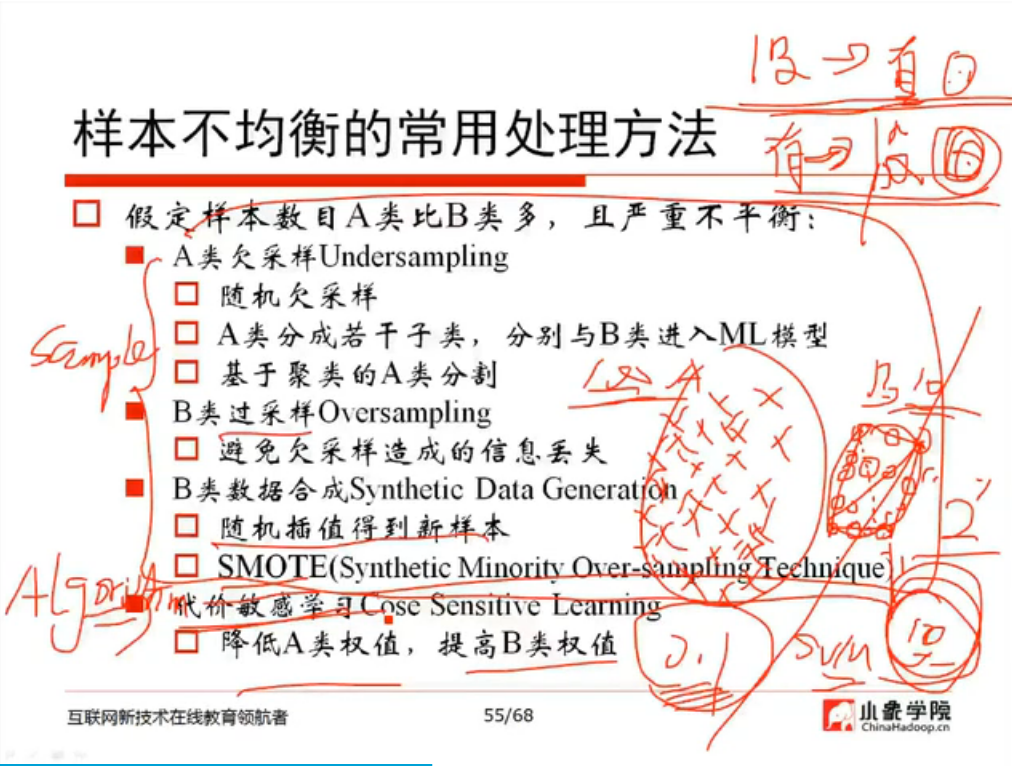 样本不均衡的常用处理方法
假定样本数目A类比B类多，且严重不平衡：
A类欠采样Undersampling
随机欠采样
A类分成若干子类，分别与B类进入ML模型
基于聚类的A类分割
B类过采样Oversampling
避免欠采样造成的信息丢失
B类数据合成Synthetic Data Generation
随机插值得到新样本
SMOTE(Synthetic Minority Over-sampling Technique)
代价敏感学习Cose Sensitive Learning
降低A类权值，提高B类权值
Sample
Algorithm
A
B 10
0.1
SVM
10
互联网新技术在线教育领航者
55/68
小象学院
ChinaHadoop.cn